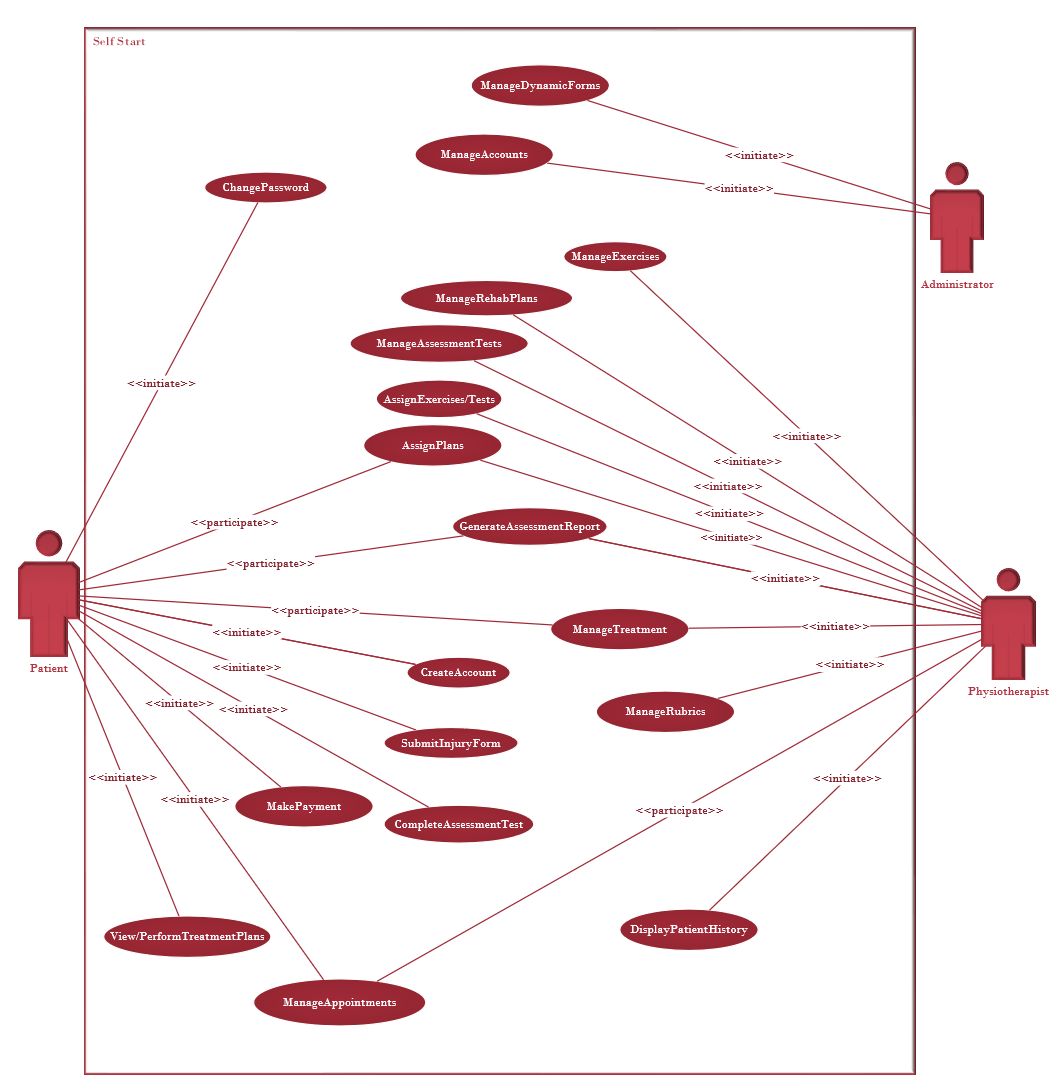 Self Start
ManageDynamicForms
ManageAccounts
<<initiate>>
ChangePassword
<<initiate>>
ManageExercises
Administrator
ManageRehabPlans
ManageAssessmentTests
<<initiate>>
AssignExercises/Tests
<<initiate>>
AssignPlans
<<initiate>>
<<initiate>>
<<initiate>>
<<participate>>
GenerateAssessmentReport
<<initiate>>
<<participate>>
<<initiate>>
<<participate>>
ManageTreatment
<<initiate>>
<<initiate>>
<<initiate>>
Patient
<<initiate>>
CreateAccount
Physiotherapist
<<initiate>>
<<initiate>>
ManageRubrics
SubmitInjuryForm
<<initiate>>
<<initiate>>
<<initiate>>
MakePayment
<<participate>>
CompleteAssessmentTest
View/PerformTreatmentPlans
DisplayPatientHistory
ManageAppointments